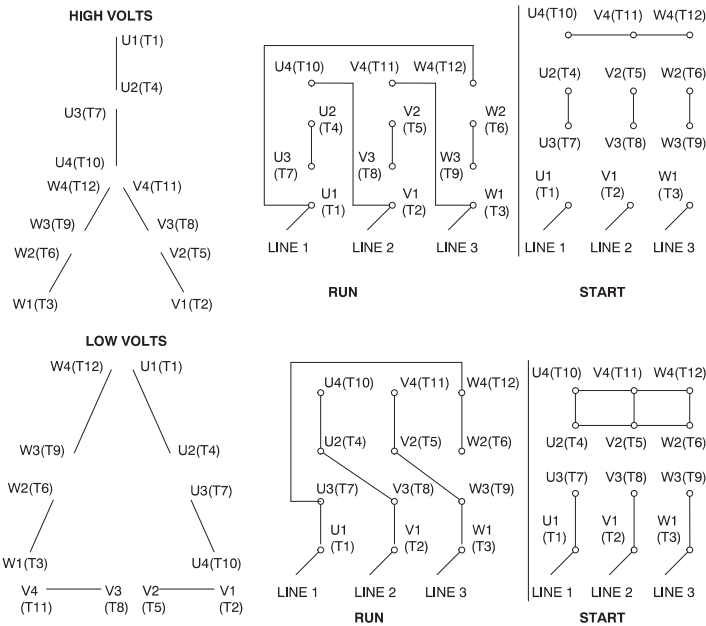 HIGH VOLTS
U1(T1)
U2(T4)
U3(T7)
U4(T10)
W4(T12) V4(T11)
W3(T9) V3(T8)
W2(T6) V2(T5)
W1(T3) V1(T2)
U4(T10) V4(T11) W4(T12)
U2 (T4) V2 (T5) W2 (T6)
U3 (T7) V3 (T8) W3 (T9)
U1 (T1) V1 (T2) W1 (T3)
LINE 1 LINE 2 LINE 3
RUN
U4(T10) V4(T11) W4(T12)
U2(T4) V2(T5) W2(T6)
U3(T7) V3(T8) W3(T9)
U1 (T1) V1 (T2) W1 (T3)
LINE 1 LINE 2 LINE 3
START
LOW VOLTS
W4(T12) U1(T1)
W3(T9) U2(T4)
W2(T6) U3(T7)
W1(T3) U4(T10)
V4 (T11) V3 (T8) V2 (T5) V1 (T2)
U4(T10) V4(T11) W4(T12)
U2(T4) V2(T5) W2(T6)
U3(T7) V3(T8) W3(T9)
U1 (T1) V1 (T2) W1 (T3)
LINE 1 LINE 2 LINE 3
RUN
U4(T10) V4(T11) W4(T12)
U2(T4) V2(T5) W2(T6)
U3(T7) V3(T8) W3(T9)
U1 (T1) V1 (T2) W1 (T3)
LINE 1 LINE 2 LINE 3
START